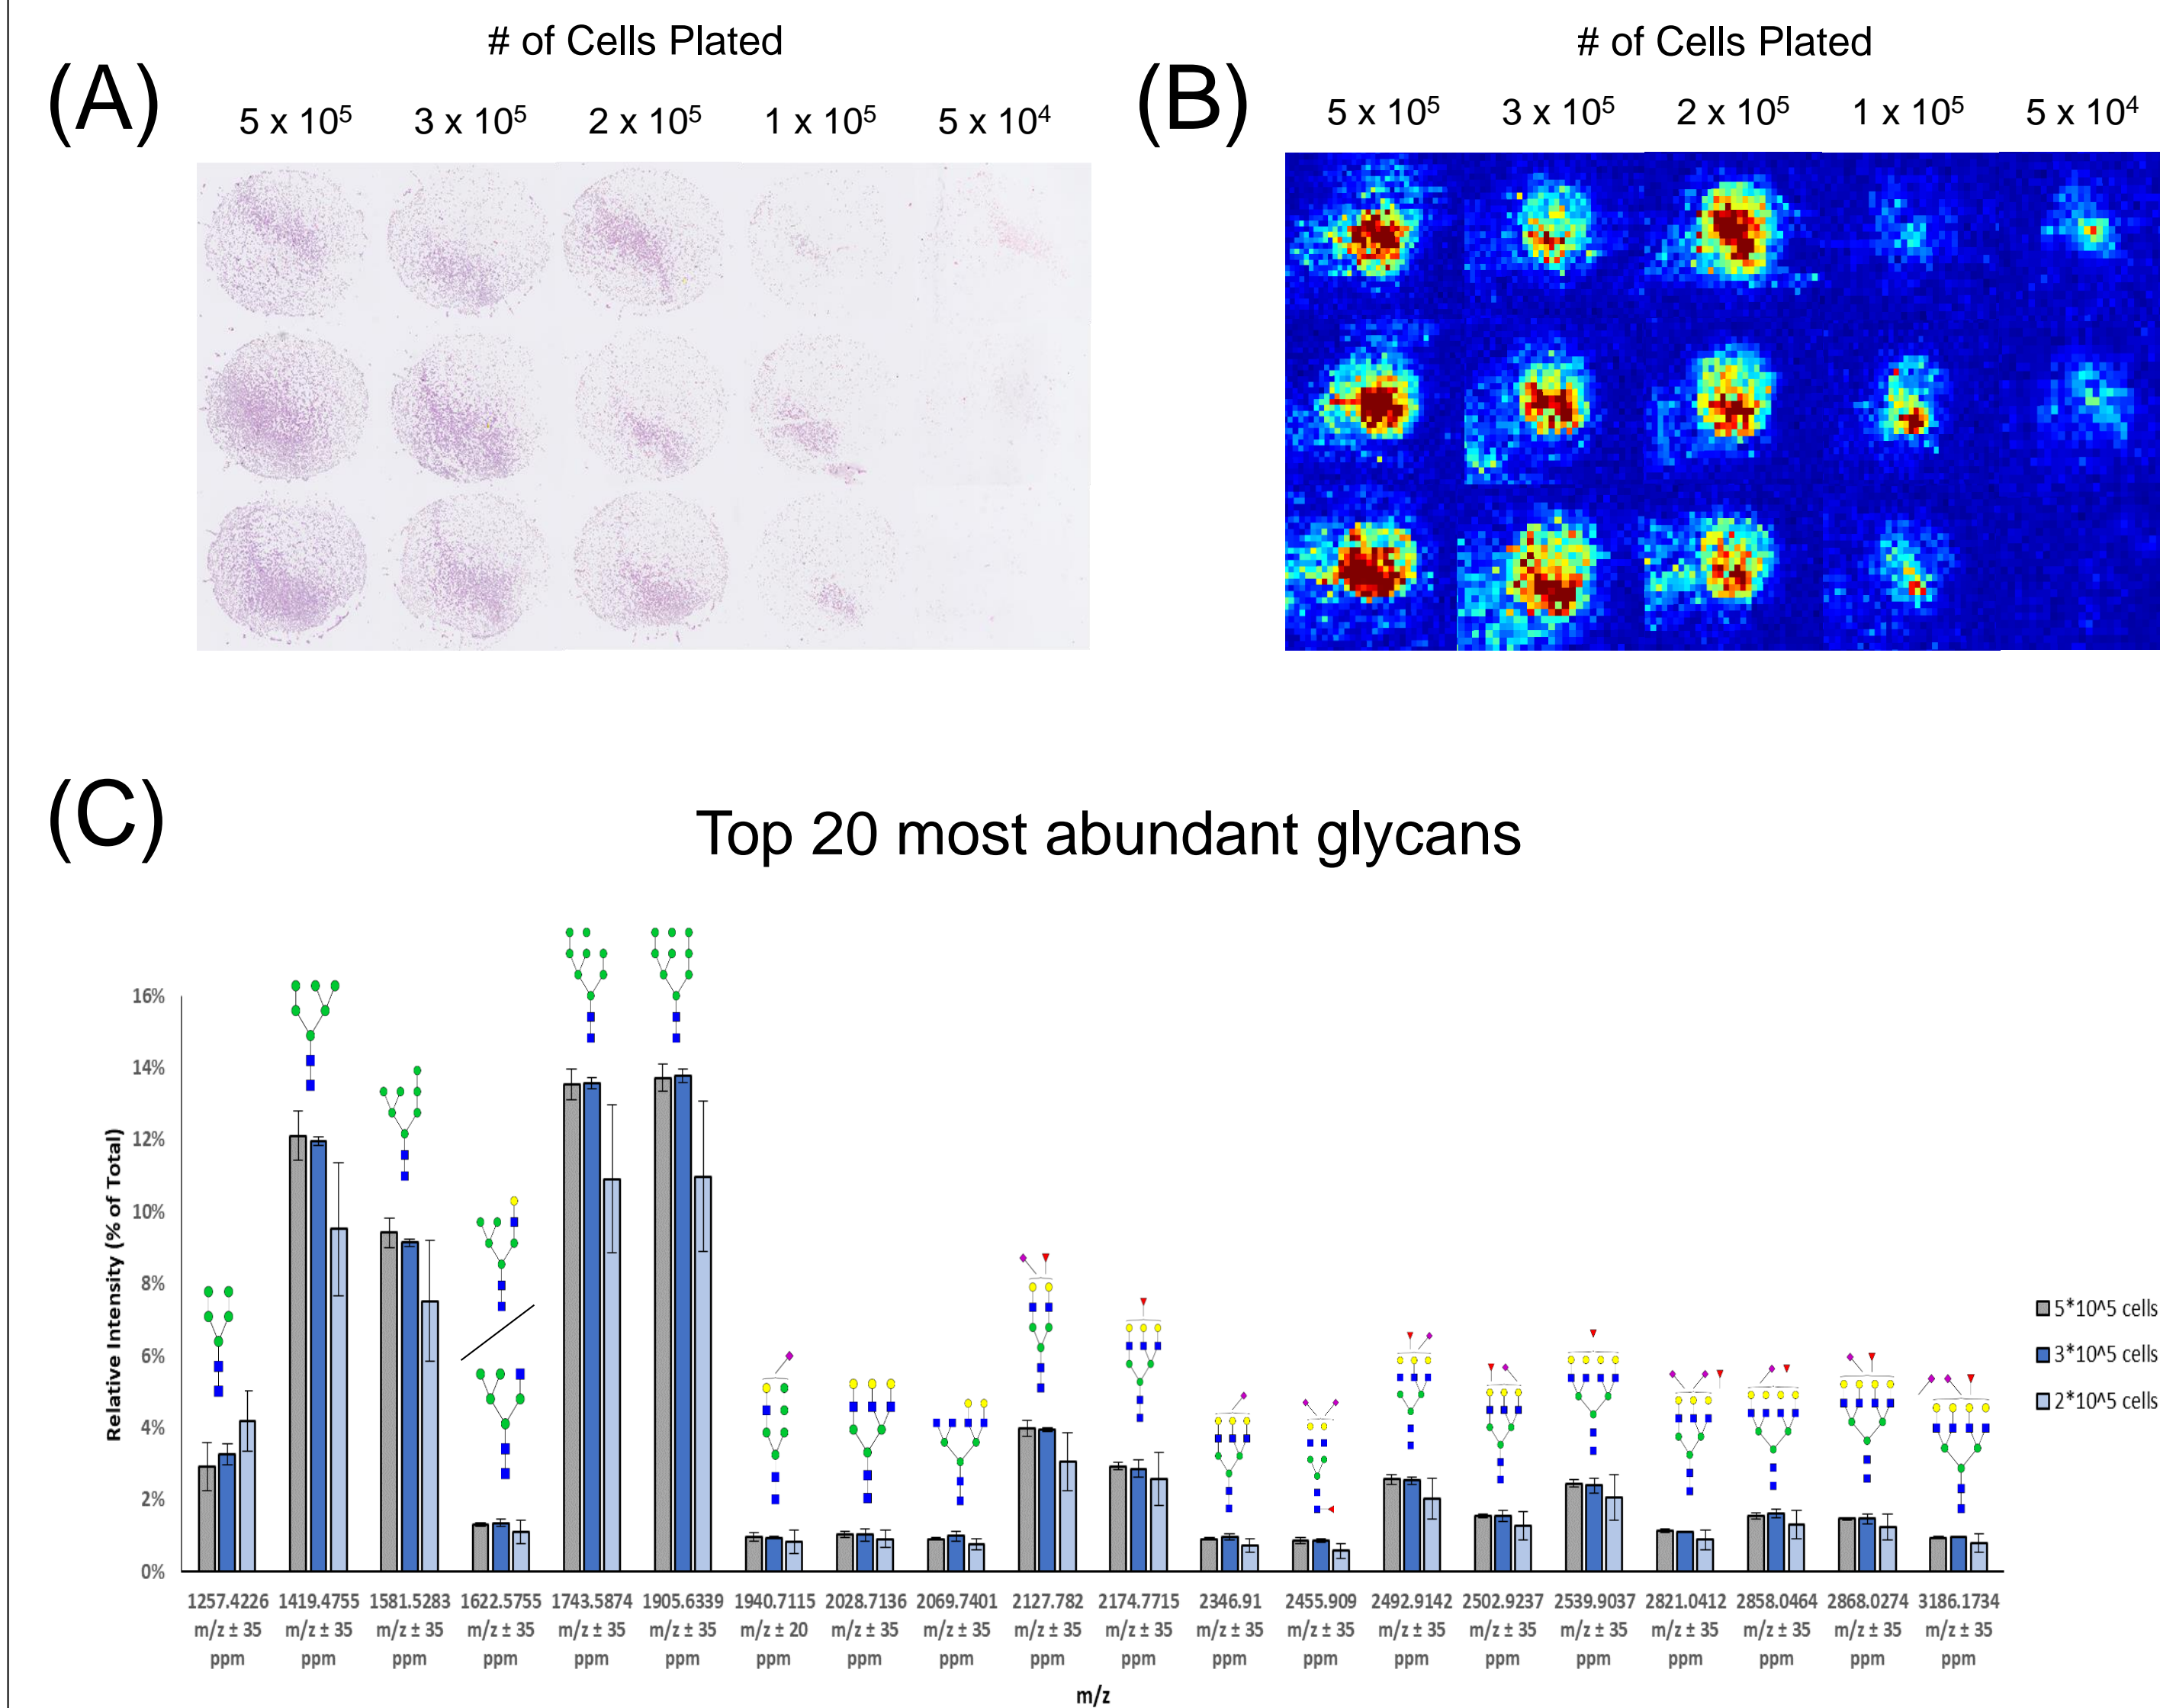 # of Cells Plated
(A)
5 x 10⁵ 3 x 10⁵ 2 x 10⁵ 1 x 10⁵ 5 x 10⁴
# of Cells Plated
(B)
5 x 10⁵ 3 x 10⁵ 2 x 10⁵ 1 x 10⁵ 5 x 10⁴
(C)
Top 20 most abundant glycans
Relative Intensity (% of Total)
16%
14%
12%
10%
8%
6%
4%
2%
0%
5*10^5 cells
3*10^5 cells
2*10^5 cells
1257.4226 1419.4755 1581.5283 1622.5755 1743.5874 1905.6339 1940.7115 2028.7136 2069.7401 2127.782 2174.7715 2346.91 2455.909 2492.9142 2502.9237 2539.9037 2821.0412 2858.0464 2868.0274 3186.1734
m/z ± 35 m/z ± 35 m/z ± 35 m/z ± 35 m/z ± 35 m/z ± 35 m/z ± 20 m/z ± 35 m/z ± 35 m/z ± 35 m/z ± 35 m/z ± 35 m/z ± 35 m/z ± 35 m/z ± 35 m/z ± 35 m/z ± 35 m/z ± 35 m/z ± 35 m/z ± 35
ppm ppm ppm ppm ppm ppm ppm ppm ppm ppm ppm ppm ppm ppm ppm ppm ppm ppm ppm ppm
m/z